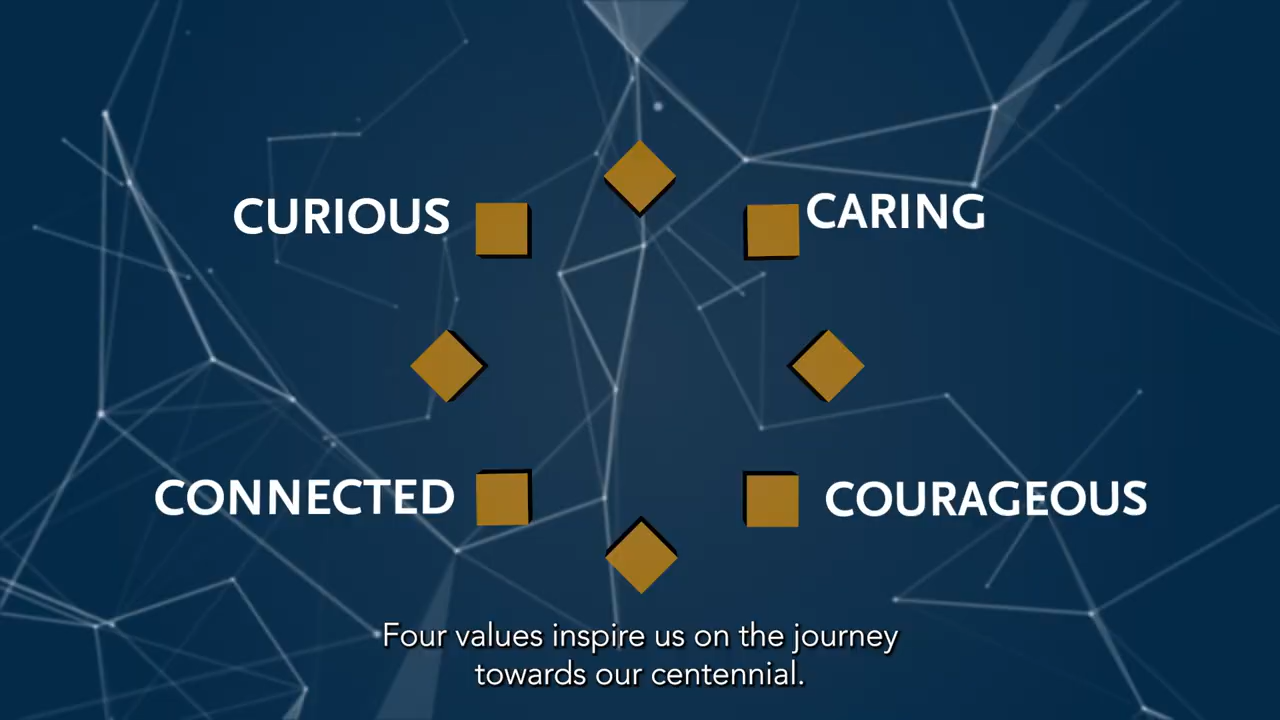 CURIOUS
CARING
CONNECTED
COURAGEOUS
Four values inspire us on the journey
towards our centennial.